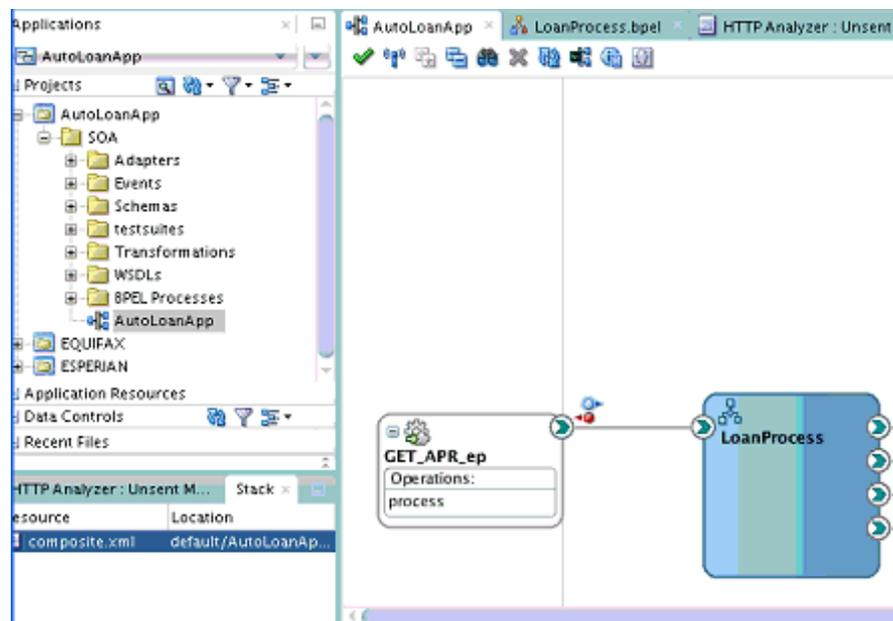 Applications
AutoLoanApp
Projects
AutoLoanApp
SOA
Adapters
Events
Schemas
testsuites
Transformations
WSDLs
BPEL Processes
AutoLoanApp
EQUIFAX
ESPERIAN
Application Resources
Data Controls
Recent Files
HTTP Analyzer : Unsent M... Stack
esource Location
composite.xml default/AutoLoanAp...
AutoLoanApp LoanProcess.bpel HTTP Analyzer : Unsent
GET_APR_ep
Operations:
process
LoanProcess